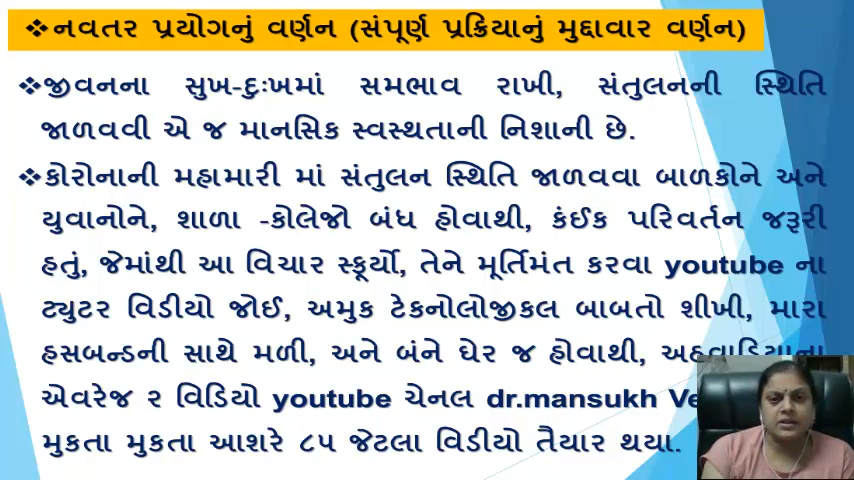 ❖નવતર પ્રયોગનું વર્ણન (સંપૂર્ણ પ્રક્રિયાનું મુદ્દાવાર વર્ણન)
❖જીવનના સુખ-દુઃખમાં સમભાવ રાખી, સંતુલનની સ્થિતિ
જાળવવી એ જ માનસિક સ્વસ્થતાની નિશાની છે.
❖કોરોનાની મહામારી માં સંતુલન સ્થિતિ જાળવવા બાળકોને અને
યુવાનોને, શાળા -કોલેજો બંધ હોવાથી, કંઈક પરિવર્તન જરૂરી
હતું, જેમાંથી આ વિચાર સ્ફૂર્યો, તેને મૂર્તિમંત કરવા youtube ના
ટ્યુટર વિડીયો જોઈ, અમુક ટેકનોલોજીકલ બાબતો શીખી, મારા
હસબન્ડની સાથે મળી, અને બંને ઘેર જ હોવાથી, અઠવાડિયાના
એવરેજ ૨ વિડિયો youtube ચેનલ dr.mansukh
મુકતા મુકતા આશરે ૮૫ જેટલા વિડીયો તૈયાર થયા.